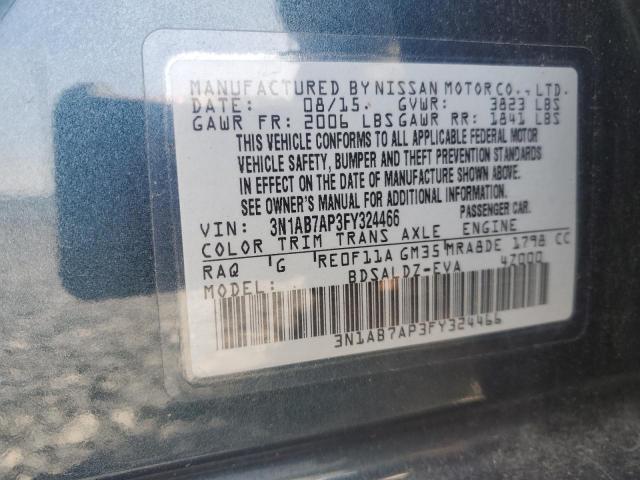 MANUFACTURED BY NISSAN MOTOR CO., LTD.
DATE: 08/15 GVWR: 3823 LBS
GAWR FR: 2006 LBS GAWR RR: 1841 LBS
THIS VEHICLE CONFORMS TO ALL APPLICABLE FEDERAL MOTOR
VEHICLE SAFETY, BUMPER AND THEFT PREVENTION STANDARDS
IN EFFECT ON THE DATE OF MANUFACTURE SHOWN ABOVE.
SEE OWNER'S MANUAL FOR ADDITIONAL INFORMATION.
VIN: 3N1AB7AP3FY324466 PASSENGER CAR.
COLOR TRIM TRANS AXLE ENGINE
RAQ G RE0F11A GM35 MRA8DE 1798 CC
MODEL: BDSALDZ-EVA 4Z000
3N1AB7AP3FY324466